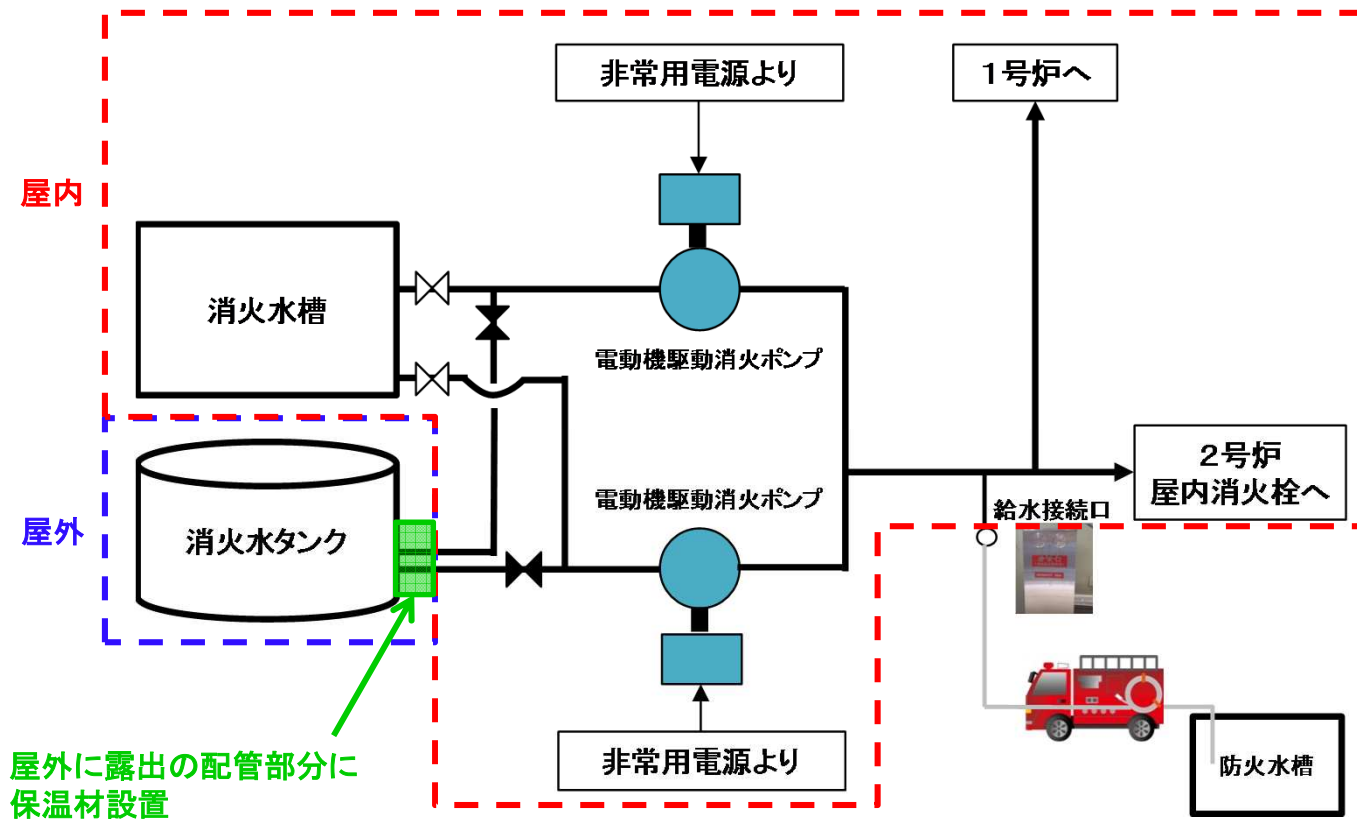 非常用電源より
1号炉へ
屋内
消火水槽
電動機駆動消火ポンプ
屋外
消火水タンク
電動機駆動消火ポンプ
2号炉
屋内消火栓へ
給水接続口
屋外に露出の配管部分に
保温材設置
非常用電源より
防火水槽